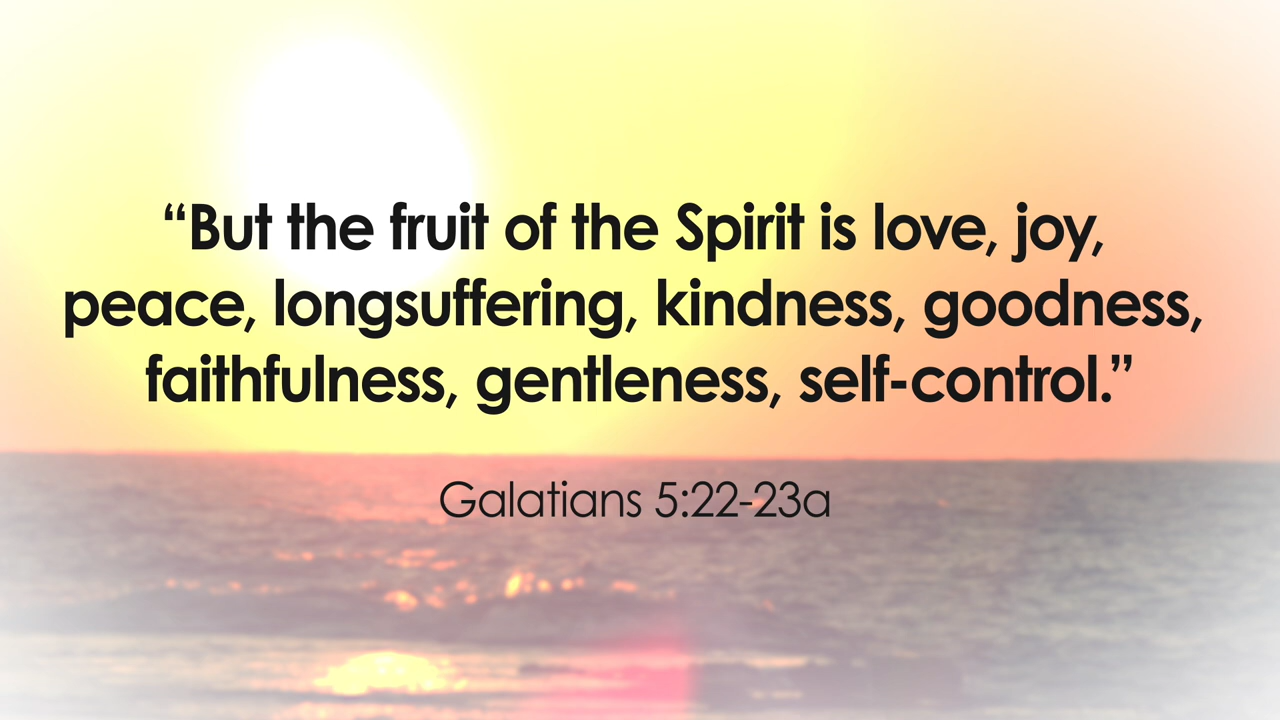 “But the fruit of the Spirit is love, joy,
peace, longsuffering, kindness, goodness,
faithfulness, gentleness, self-control.”
Galatians 5:22-23a